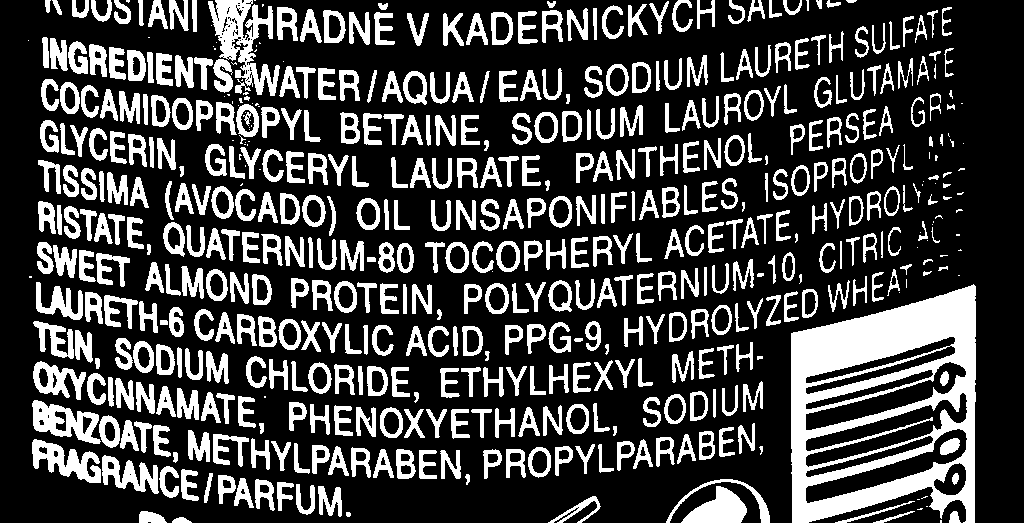 K DOSTÁNÍ VÝHRADNĚ V KADEŘNICKÝCH
INGREDIENTS: WATER/AQUA/EAU, SODIUM LAURETH SULFATE
COCAMIDOPROPYL BETAINE, SODIUM LAUROYL GLUTAMATE
GLYCERIN, GLYCERYL LAURATE, PANTHENOL, PERSEA GRA-
TISSIMA (AVOCADO) OIL UNSAPONIFIABLES, ISOPROPYL
RISTATE, QUATERNIUM-80 TOCOPHERYL ACETATE, HYDROLYZED
SWEET ALMOND PROTEIN, POLYQUATERNIUM-10, CITRIC
LAURETH-6 CARBOXYLIC ACID, PPG-9, HYDROLYZED WHEAT
TEIN, SODIUM CHLORIDE, ETHYLHEXYL METH-
OXYCINNAMATE, PHENOXYETHANOL, SODIUM
BENZOATE, METHYLPARABEN, PROPYLPARABEN,
FRAGRANCE/PARFUM.
56029